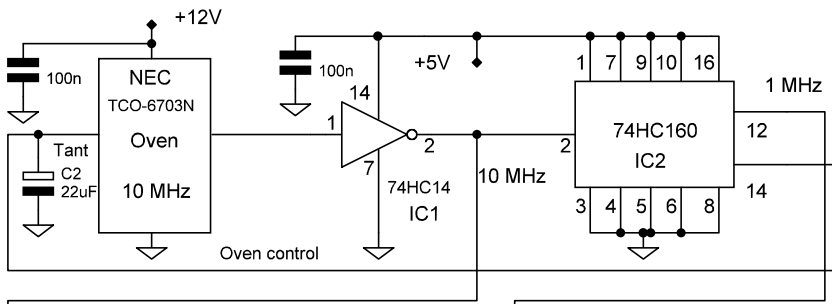 +12V
100n
NEC
TCO-6703N
Oven
10 MHz
Tant
C2
22uF
Oven control
100n
+5V
14
1
2
7
74HC14
IC1
10 MHz
1 7 9 10 16
2
74HC160
IC2
3 4 5 6 8
1 MHz
12
14